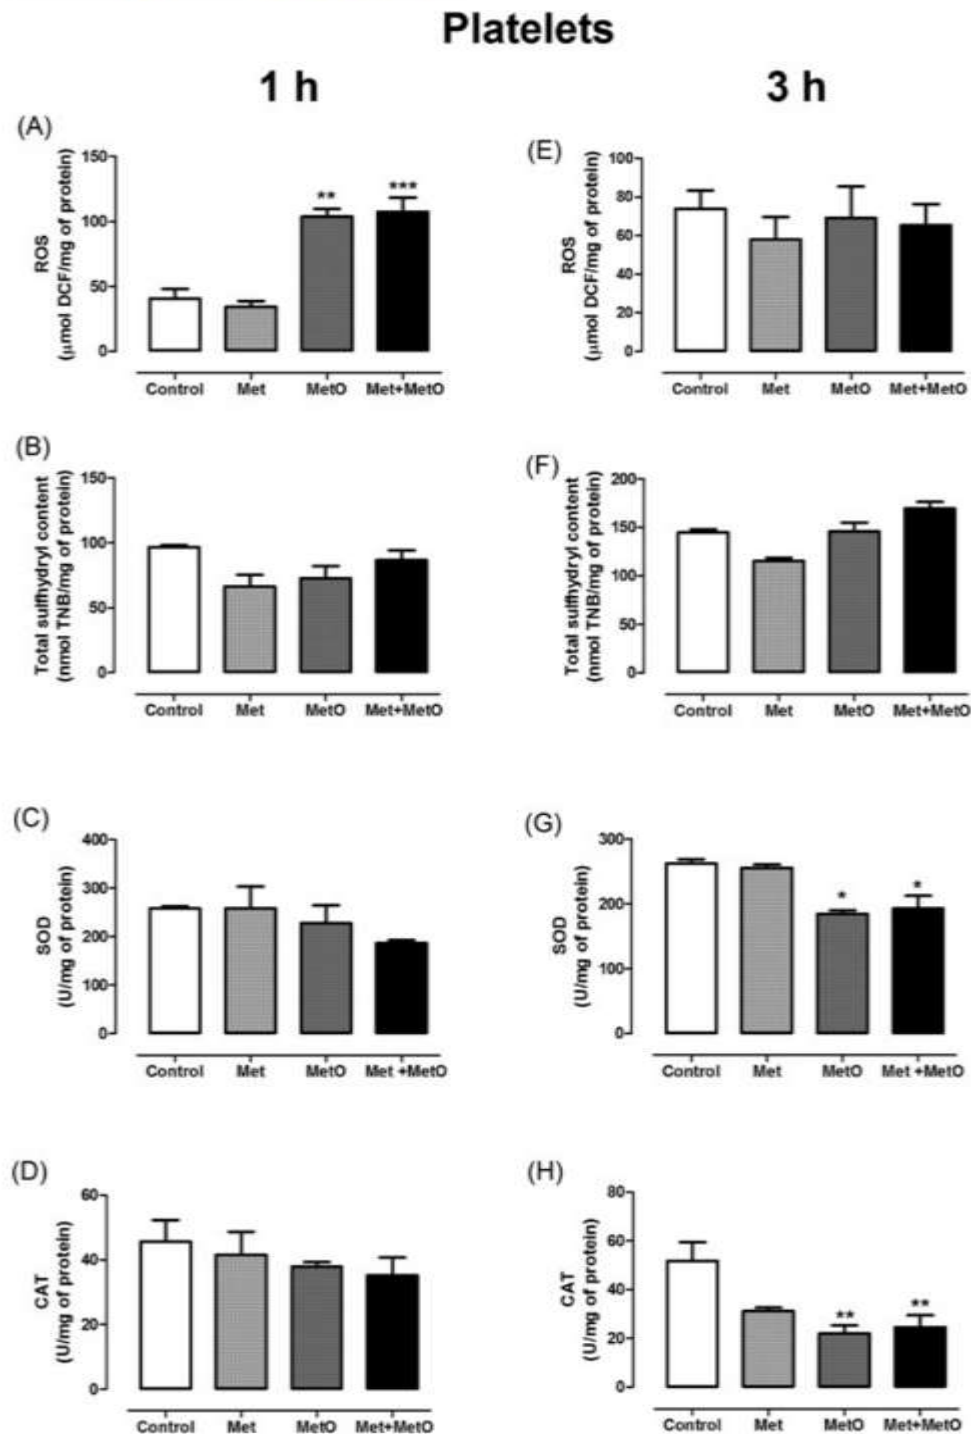 Platelets
1 h
3 h
(A)
ROS
(µmol DCF/mg of protein)
150
100
50
0
**
***
Control Met MetO Met+MetO
(E)
ROS
(µmol DCF/mg of protein)
100
80
60
40
20
0
Control Met MetO Met+MetO
(B)
Total sulfhydryl content
(nmol TNB/mg of protein)
150
100
50
0
Control Met MetO Met+MetO
(F)
Total sulfhydryl content
(nmol TNB/mg of protein)
200
150
100
50
0
Control Met MetO Met+MetO
(C)
SOD
(U/mg of protein)
400
300
200
100
0
Control Met MetO Met +MetO
(G)
SOD
(U/mg of protein)
300
200
100
0
*
*
Control Met MetO Met +MetO
(D)
CAT
(U/mg of protein)
60
40
20
0
Control Met MetO Met+MetO
(H)
CAT
(U/mg of protein)
80
60
40
20
0
**
**
Control Met MetO Met+MetO